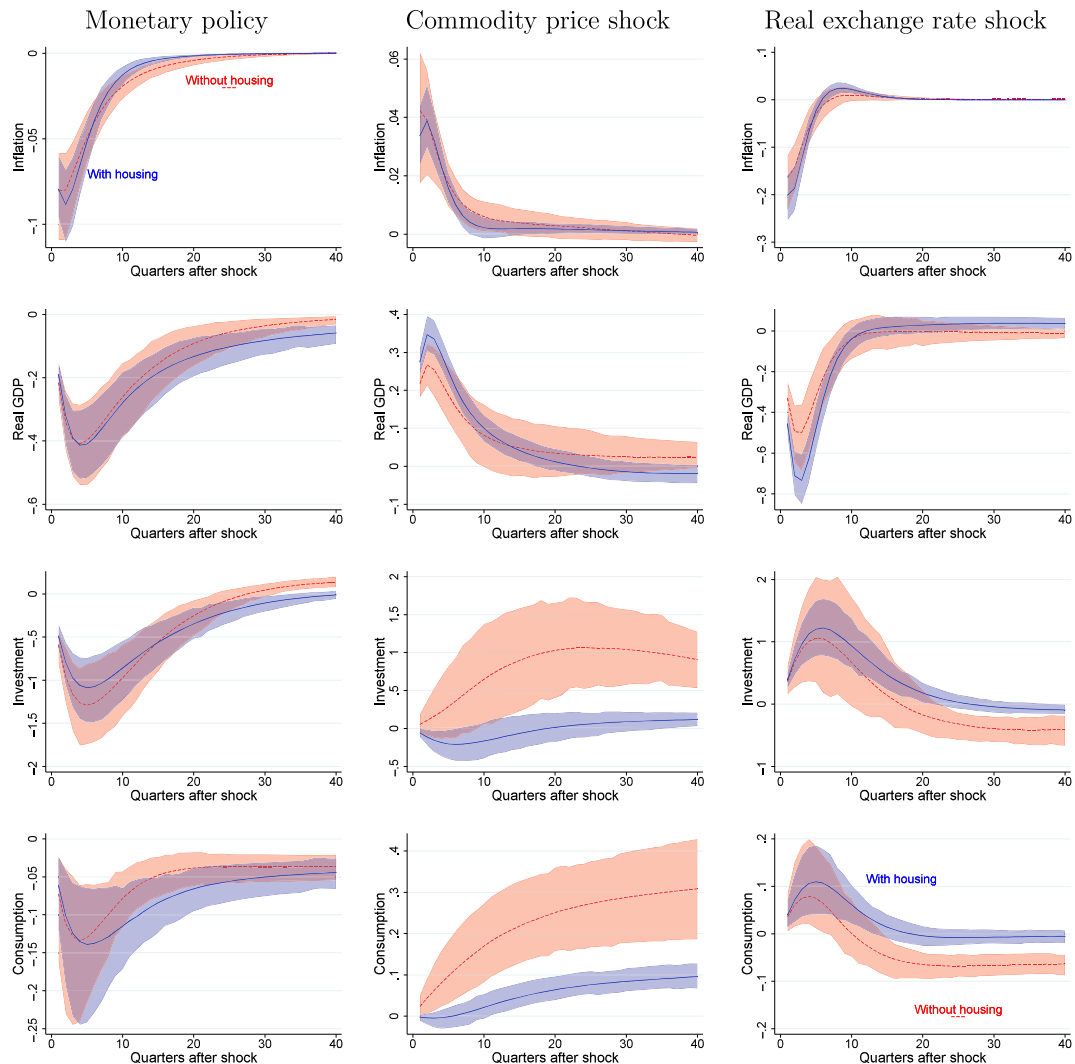 Monetary policy
Commodity price shock
Real exchange rate shock
Inflation
0
-.05
-.1
Without housing
With housing
0 10 20 30 40
Quarters after shock
Inflation
.06
.04
.02
0
0 10 20 30 40
Quarters after shock
Inflation
.1
0
-.1
-.2
-.3
0 10 20 30 40
Quarters after shock
Real GDP
0
-.2
-.4
-.6
0 10 20 30 40
Quarters after shock
Real GDP
.4
.3
.2
.1
0
-.1
0 10 20 30 40
Quarters after shock
Real GDP
0
-.2
-.4
-.6
-.8
0 10 20 30 40
Quarters after shock
Investment
0
-.5
-1
-1.5
-2
0 10 20 30 40
Quarters after shock
Investment
2
1.5
1
.5
0
-.5
0 10 20 30 40
Quarters after shock
Investment
2
1
0
-1
0 10 20 30 40
Quarters after shock
Consumption
0
-.05
-.1
-.15
-.2
-.25
0 10 20 30 40
Quarters after shock
Consumption
.4
.3
.2
.1
0
0 10 20 30 40
Quarters after shock
Consumption
.2
.1
0
-.1
-.2
With housing
Without housing
0 10 20 30 40
Quarters after shock